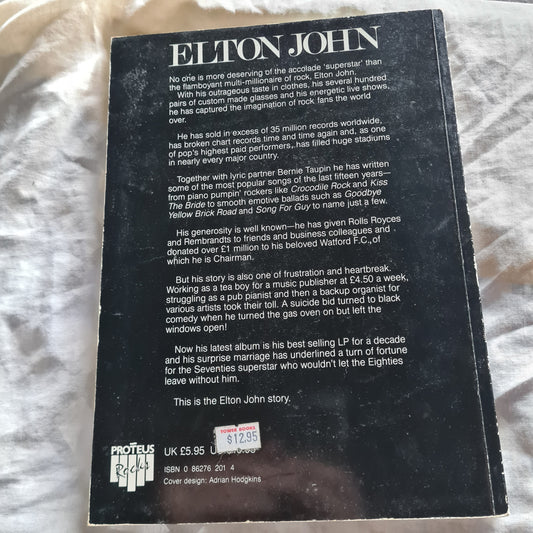 ELTON JOHN
No one is more deserving of the accolade 'superstar' than
the flamboyant multi-millionaire of rock, Elton John.
With his outrageous taste in clothes, his several hundred
pairs of custom made glasses and his energetic live shows,
he has captured the imagination of rock fans the world
over.
He has sold in excess of 35 million records worldwide,
has broken chart records time and time again and, as one
of pop's highest paid performers, has filled huge stadiums
in nearly every major country.
Together with lyric partner Bernie Taupin he has written
some of the most popular songs of the last fifteen years—
from piano pumpin' rockers like Crocodile Rock and Kiss
The Bride to smooth emotive ballads such as Goodbye
Yellow Brick Road and Song For Guy to name just a few.
His generosity is well known—he has given Rolls Royces
and Rembrandts to friends and business colleagues and
donated over £1 million to his beloved Watford F.C., of
which he is Chairman.
But his story is also one of frustration and heartbreak.
Working as a tea boy for a music publisher at £4.50 a week,
struggling as a pub pianist and then a backup organist for
various artists took their toll. A suicide bid turned to black
comedy when he turned the gas oven on but left the
windows open!
Now his latest album is his best selling LP for a decade
and his surprise marriage has underlined a turn of fortune
for the Seventies superstar who wouldn't let the Eighties
leave without him.
This is the Elton John story.
TOWER BOOKS
$12.95
PROTEUS
Rocks
UK £5.95
ISBN 0 86276 201 4
Cover design: Adrian Hodgkins